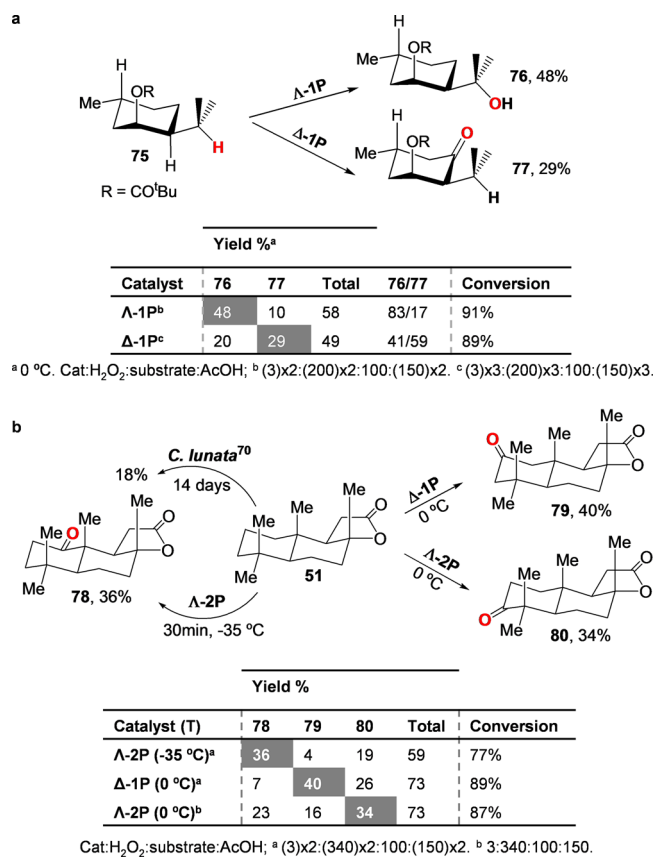 a
H
OR
Me
H
75
R = COᵗBu
Λ-1P
Δ-1P
H
OR
Me
OH
76, 48%
H
OR
O
Me
H
77, 29%
Yield %ᵃ
Catalyst 76 77 Total 76/77 Conversion
Λ-1Pᵇ 48 10 58 83/17 91%
Δ-1Pᶜ 20 29 49 41/59 89%
ᵃ 0 ºC. Cat:H₂O₂:substrate:AcOH; ᵇ (3)x2:(200)x2:100:(150)x2. ᶜ (3)x3:(200)x3:100:(150)x3.
b
C. lunata⁷⁰
14 days
18%
Me
Me
O
Me
O
O
Me
78, 36%
Λ-2P
30min, -35 ºC
Me
Me
Me
O
O
Me
51
Δ-1P
0 ºC
Λ-2P
0 ºC
O
Me
Me
Me
O
O
Me
79, 40%
Me
Me
Me
O
O
O
Me
80, 34%
Yield %
Catalyst (T) 78 79 80 Total Conversion
Λ-2P (-35 ºC)ᵃ 36 4 19 59 77%
Δ-1P (0 ºC)ᵃ 7 40 26 73 89%
Λ-2P (0 ºC)ᵇ 23 16 34 73 87%
Cat:H₂O₂:substrate:AcOH; ᵃ (3)x2:(340)x2:100:(150)x2. ᵇ 3:340:100:150.